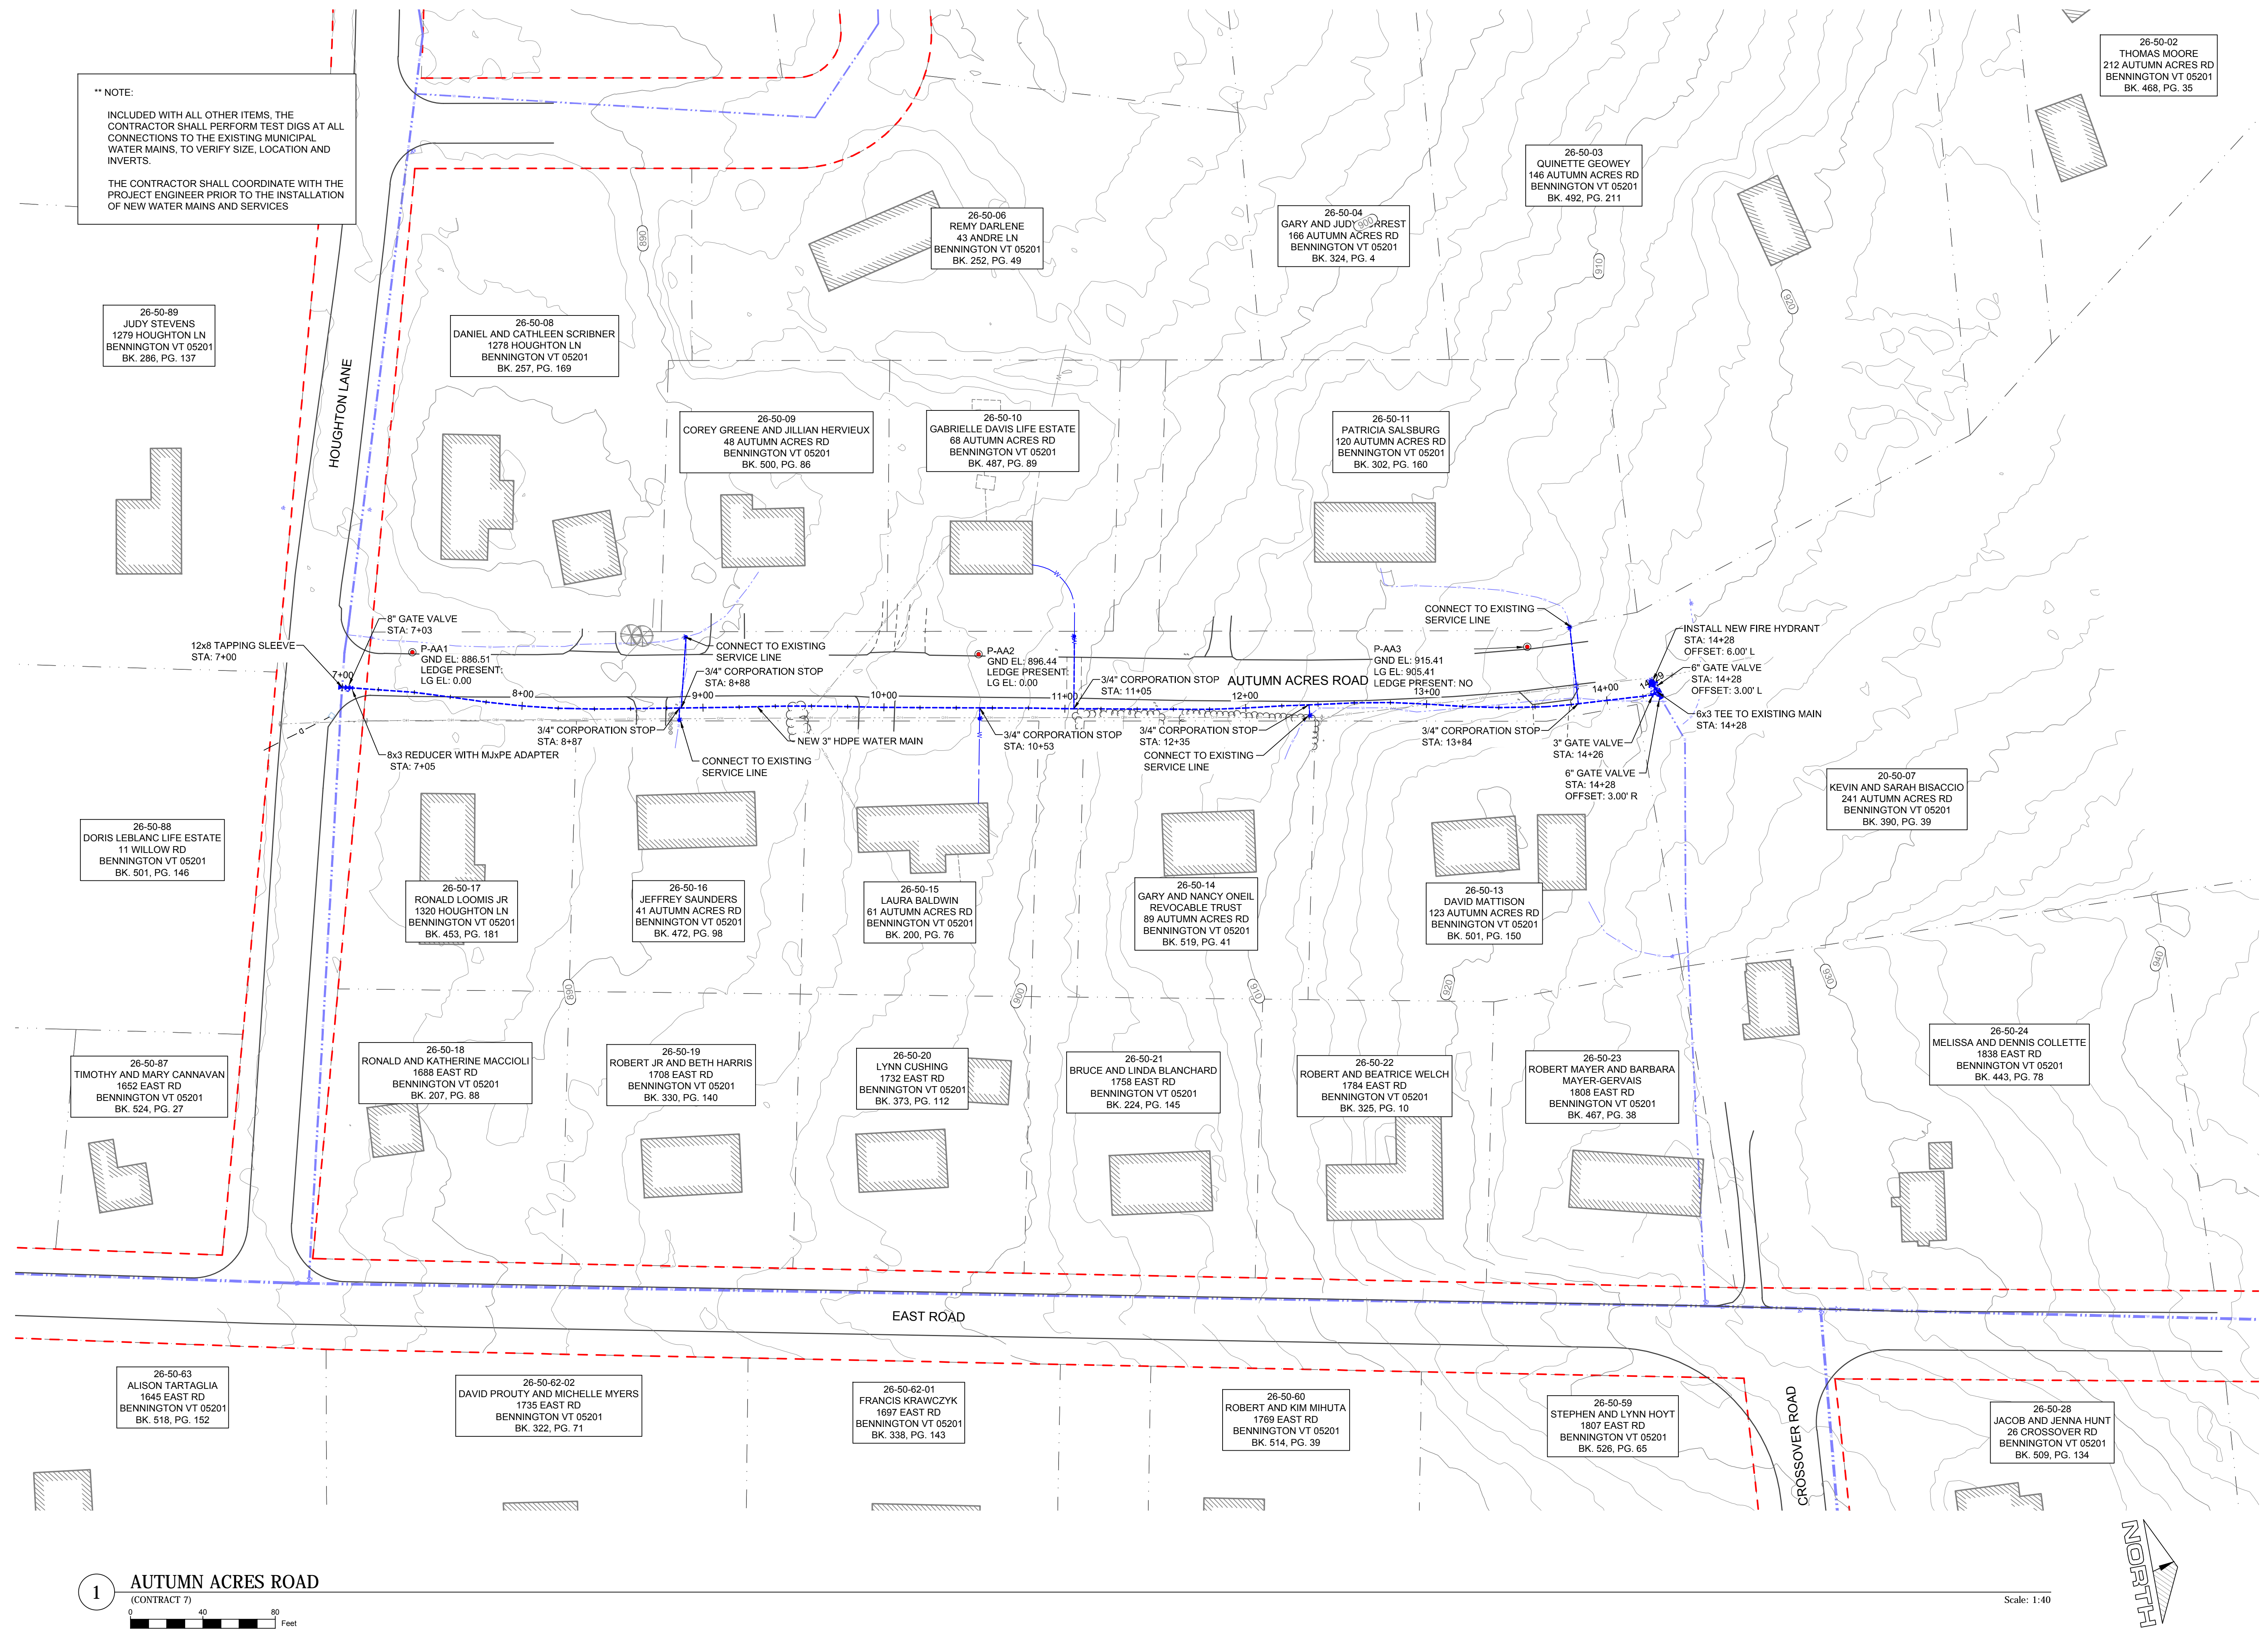 ** NOTE:
INCLUDED WITH ALL OTHER ITEMS, THE
CONTRACTOR SHALL PERFORM TEST DIGS AT ALL
CONNECTIONS TO THE EXISTING MUNICIPAL
WATER MAINS, TO VERIFY SIZE, LOCATION AND
INVERTS.
THE CONTRACTOR SHALL COORDINATE WITH THE
PROJECT ENGINEER PRIOR TO THE INSTALLATION
OF NEW WATER MAINS AND SERVICES
26-50-02
THOMAS MOORE
212 AUTUMN ACRES RD
BENNINGTON VT 05201
BK. 468, PG. 35
26-50-03
QUINETTE GEOWEY
146 AUTUMN ACRES RD
BENNINGTON VT 05201
BK. 492, PG. 211
26-50-06
REMY DARLENE
43 ANDRE LN
BENNINGTON VT 05201
BK. 252, PG. 49
26-50-04
GARY AND JUDY
166 AUTUMN ACRES RD
BENNINGTON VT 05201
BK. 324, PG. 4
900
890
910
920
26-50-89
JUDY STEVENS
1279 HOUGHTON LN
BENNINGTON VT 05201
BK. 286, PG. 137
26-50-08
DANIEL AND CATHLEEN SCRIBNER
1278 HOUGHTON LN
BENNINGTON VT 05201
BK. 257, PG. 169
HOUGHTON LANE
26-50-09
COREY GREENE AND JILLIAN HERVIEUX
48 AUTUMN ACRES RD
BENNINGTON VT 05201
BK. 500, PG. 86
26-50-10
GABRIELLE DAVIS LIFE ESTATE
68 AUTUMN ACRES RD
BENNINGTON VT 05201
BK. 487, PG. 89
26-50-11
PATRICIA SALSBURG
120 AUTUMN ACRES RD
BENNINGTON VT 05201
BK. 302, PG. 160
8" GATE VALVE
STA: 7+03
12x8 TAPPING SLEEVE
STA: 7+00
P-AA1
GND EL: 886.51
LEDGE PRESENT:
LG EL: 0.00
CONNECT TO EXISTING
SERVICE LINE
3/4" CORPORATION STOP
STA: 8+88
P-AA2
GND EL: 896.44
LEDGE PRESENT:
LG EL: 0.00
3/4" CORPORATION STOP
STA: 11+05
AUTUMN ACRES ROAD
P-AA3
GND EL: 915.41
LG EL: 905.41
LEDGE PRESENT: NO
CONNECT TO EXISTING
SERVICE LINE
INSTALL NEW FIRE HYDRANT
STA: 14+28
OFFSET: 6.00' L
6" GATE VALVE
STA: 14+28
OFFSET: 3.00' L
6x3 TEE TO EXISTING MAIN
STA: 14+28
7+00
8+00
9+00
10+00
11+00
12+00
13+00
14+00
8x3 REDUCER WITH MJxPE ADAPTER
STA: 7+05
3/4" CORPORATION STOP
STA: 8+87
CONNECT TO EXISTING
SERVICE LINE
NEW 3" HDPE WATER MAIN
3/4" CORPORATION STOP
STA: 10+53
3/4" CORPORATION STOP
STA: 12+35
CONNECT TO EXISTING
SERVICE LINE
3/4" CORPORATION STOP
STA: 13+84
3" GATE VALVE
STA: 14+26
6" GATE VALVE
STA: 14+28
OFFSET: 3.00' R
20-50-07
KEVIN AND SARAH BISACCIO
241 AUTUMN ACRES RD
BENNINGTON VT 05201
BK. 390, PG. 39
26-50-88
DORIS LEBLANC LIFE ESTATE
11 WILLOW RD
BENNINGTON VT 05201
BK. 501, PG. 146
26-50-17
RONALD LOOMIS JR
1320 HOUGHTON LN
BENNINGTON VT 05201
BK. 453, PG. 181
26-50-16
JEFFREY SAUNDERS
41 AUTUMN ACRES RD
BENNINGTON VT 05201
BK. 472, PG. 98
26-50-15
LAURA BALDWIN
61 AUTUMN ACRES RD
BENNINGTON VT 05201
BK. 200, PG. 76
26-50-14
GARY AND NANCY ONEIL
REVOCABLE TRUST
89 AUTUMN ACRES RD
BENNINGTON VT 05201
BK. 519, PG. 41
26-50-13
DAVID MATTISON
123 AUTUMN ACRES RD
BENNINGTON VT 05201
BK. 501, PG. 150
890
900
910
920
930
940
26-50-87
TIMOTHY AND MARY CANNAVAN
1652 EAST RD
BENNINGTON VT 05201
BK. 524, PG. 27
26-50-18
RONALD AND KATHERINE MACCIOLI
1688 EAST RD
BENNINGTON VT 05201
BK. 207, PG. 88
26-50-19
ROBERT JR AND BETH HARRIS
1708 EAST RD
BENNINGTON VT 05201
BK. 330, PG. 140
26-50-20
LYNN CUSHING
1732 EAST RD
BENNINGTON VT 05201
BK. 373, PG. 112
26-50-21
BRUCE AND LINDA BLANCHARD
1758 EAST RD
BENNINGTON VT 05201
BK. 224, PG. 145
26-50-22
ROBERT AND BEATRICE WELCH
1784 EAST RD
BENNINGTON VT 05201
BK. 325, PG. 10
26-50-23
ROBERT MAYER AND BARBARA
MAYER-GERVAIS
1808 EAST RD
BENNINGTON VT 05201
BK. 467, PG. 38
26-50-24
MELISSA AND DENNIS COLLETTE
1838 EAST RD
BENNINGTON VT 05201
BK. 443, PG. 78
EAST ROAD
26-50-63
ALISON TARTAGLIA
1645 EAST RD
BENNINGTON VT 05201
BK. 518, PG. 152
26-50-62-02
DAVID PROUTY AND MICHELLE MYERS
1735 EAST RD
BENNINGTON VT 05201
BK. 322, PG. 71
26-50-62-01
FRANCIS KRAWCZYK
1697 EAST RD
BENNINGTON VT 05201
BK. 338, PG. 143
26-50-60
ROBERT AND KIM MIHUTA
1769 EAST RD
BENNINGTON VT 05201
BK. 514, PG. 39
26-50-59
STEPHEN AND LYNN HOYT
1807 EAST RD
BENNINGTON VT 05201
BK. 526, PG. 65
CROSSOVER ROAD
26-50-28
JACOB AND JENNA HUNT
26 CROSSOVER RD
BENNINGTON VT 05201
BK. 509, PG. 134
NORTH
1
AUTUMN ACRES ROAD
(CONTRACT 7)
Scale: 1:40
0 40 80
Feet